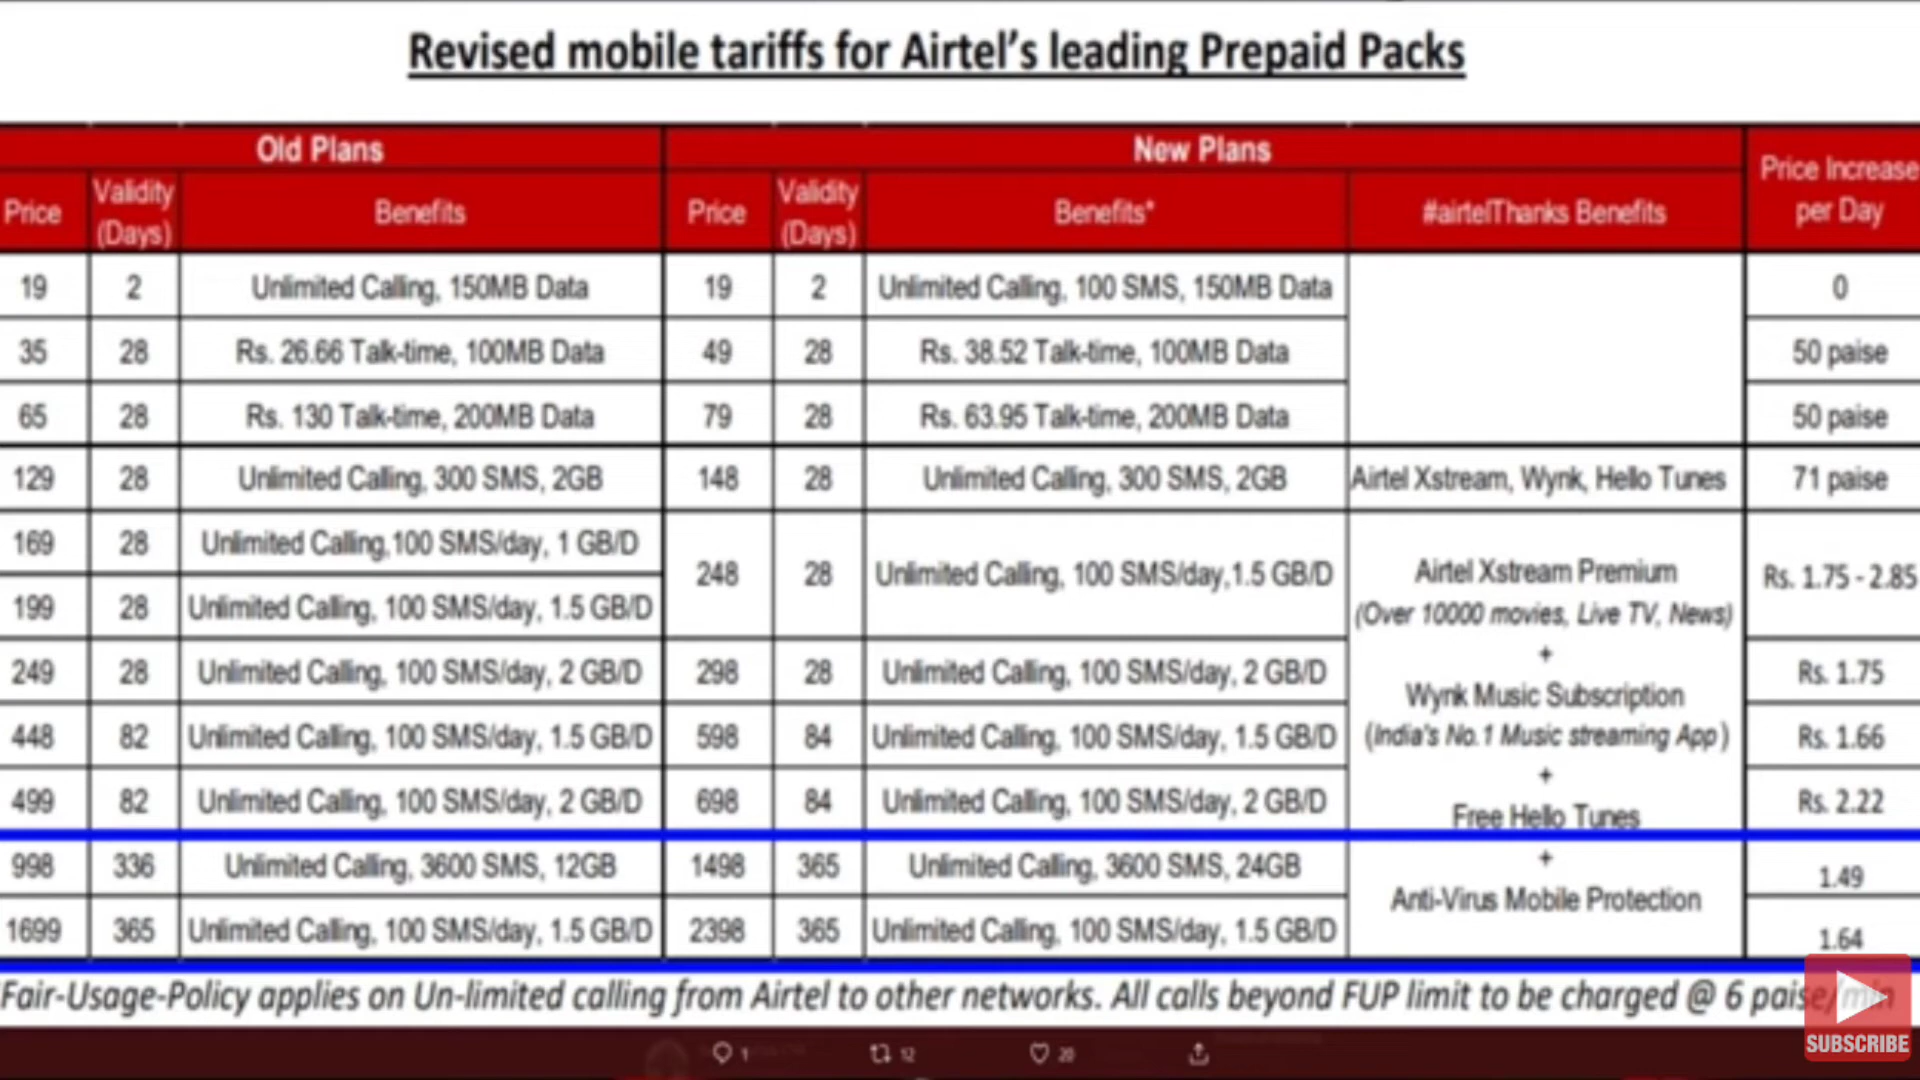 Revised mobile tariffs for Airtel's leading Prepaid Packs
Old Plans New Plans Price Increase per Day
Price Validity (Days) Benefits Price Validity (Days) Benefits* #airtelThanks Benefits
19 2 Unlimited Calling, 150MB Data 19 2 Unlimited Calling, 100 SMS, 150MB Data 0
35 28 Rs. 26.66 Talk-time, 100MB Data 49 28 Rs. 38.52 Talk-time, 100MB Data 50 paise
65 28 Rs. 130 Talk-time, 200MB Data 79 28 Rs. 63.95 Talk-time, 200MB Data 50 paise
129 28 Unlimited Calling, 300 SMS, 2GB 148 28 Unlimited Calling, 300 SMS, 2GB Airtel Xstream, Wynk, Hello Tunes 71 paise
169 28 Unlimited Calling,100 SMS/day, 1 GB/D
248 28 Unlimited Calling, 100 SMS/day,1.5 GB/D Airtel Xstream Premium Rs. 1.75 - 2.85
199 28 Unlimited Calling, 100 SMS/day, 1.5 GB/D (Over 10000 movies, Live TV, News)
+
249 28 Unlimited Calling, 100 SMS/day, 2 GB/D 298 28 Unlimited Calling, 100 SMS/day, 2 GB/D Rs. 1.75
Wynk Music Subscription
448 82 Unlimited Calling, 100 SMS/day, 1.5 GB/D 598 84 Unlimited Calling, 100 SMS/day, 1.5 GB/D (India's No.1 Music streaming App) Rs. 1.66
+
499 82 Unlimited Calling, 100 SMS/day, 2 GB/D 698 84 Unlimited Calling, 100 SMS/day, 2 GB/D Rs. 2.22
Free Hello Tunes
+
998 336 Unlimited Calling, 3600 SMS, 12GB 1498 365 Unlimited Calling, 3600 SMS, 24GB 1.49
Anti-Virus Mobile Protection
1699 365 Unlimited Calling, 100 SMS/day, 1.5 GB/D 2398 365 Unlimited Calling, 100 SMS/day, 1.5 GB/D 1.64
Fair-Usage-Policy applies on Un-limited calling from Airtel to other networks. All calls beyond FUP limit to be charged @ 6 paise/min
SUBSCRIBE
1 12 20